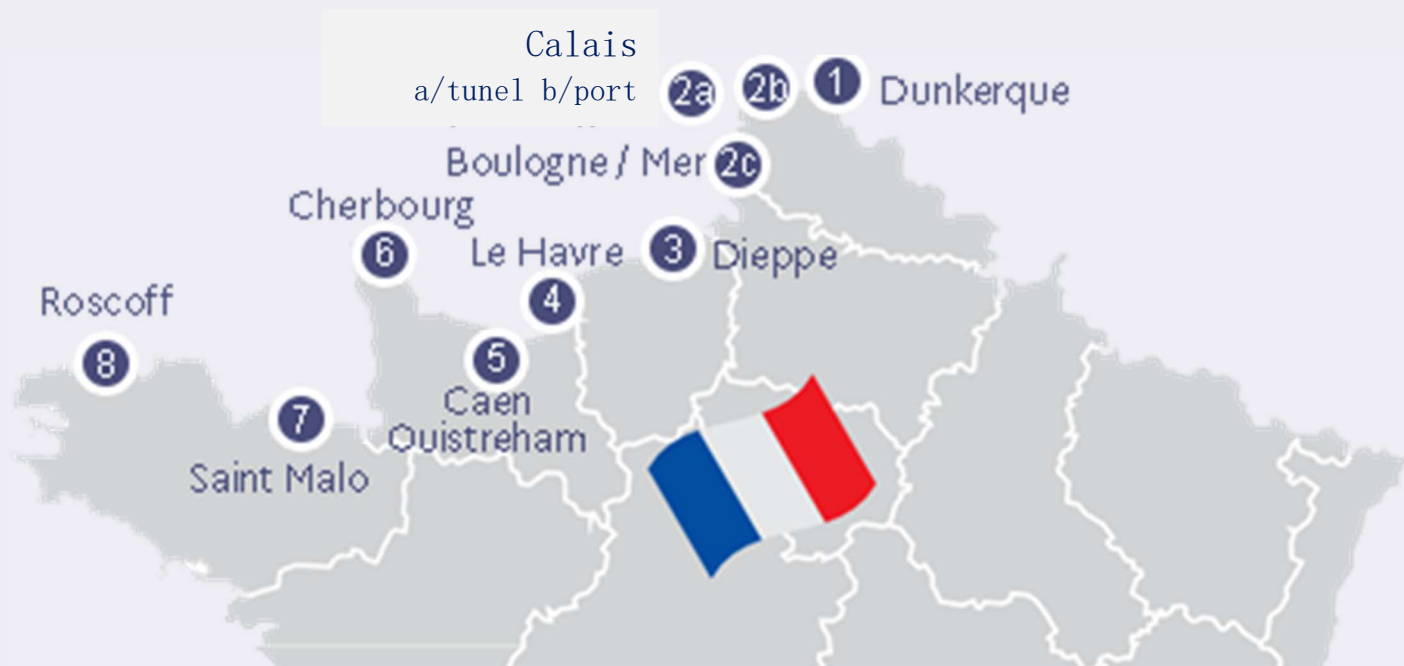 Calais
a/tunel b/port
2a
2b
1
Dunkerque
Boulogne / Mer
2c
Cherbourg
6
Le Havre
3
Dieppe
4
Roscoff
8
5
Caen
Ouistreham
7
Saint Malo